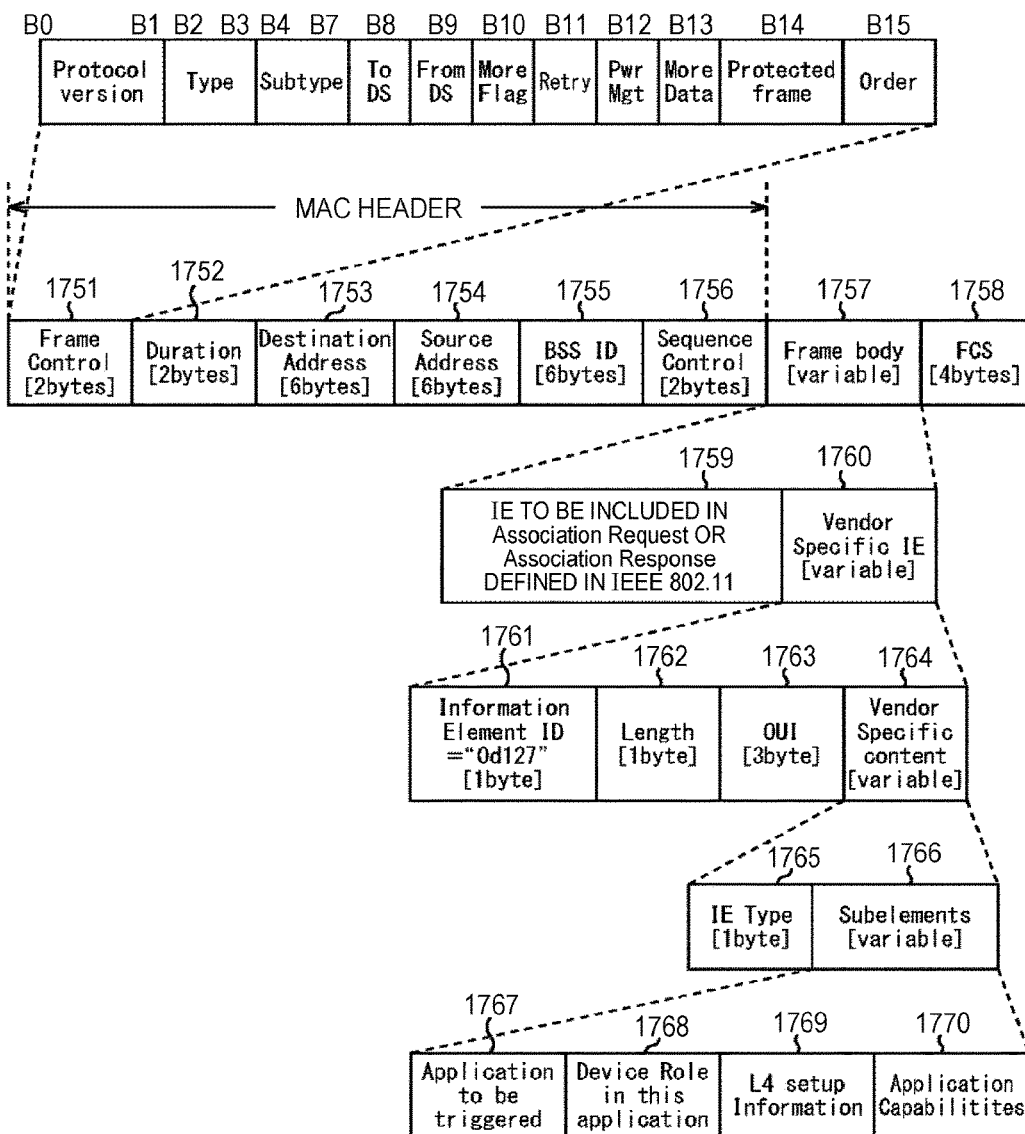 B0 B1 B2 B3 B4 B7 B8 B9 B10 B11 B12 B13 B14 B15
Protocol version
Type
Subtype
To DS
From DS
More Flag
Retry
Pwr Mgt
More Data
Protected frame
Order
MAC HEADER
1751 1752 1753 1754 1755 1756 1757 1758
Frame Control [2bytes]
Duration [2bytes]
Destination Address [6bytes]
Source Address [6bytes]
BSS ID [6bytes]
Sequence Control [2bytes]
Frame body [variable]
FCS [4bytes]
1759 1760
IE TO BE INCLUDED IN
Association Request OR
Association Response
DEFINED IN IEEE 802.11
Vendor Specific IE [variable]
1761 1762 1763 1764
Information Element ID ="0d127" [1byte]
Length [1byte]
OUI [3byte]
Vendor Specific content [variable]
1765 1766
IE Type [1byte]
Subelements [variable]
1767 1768 1769 1770
Application to be triggered
Device Role in this application
L4 setup Information
Application Capabilitites